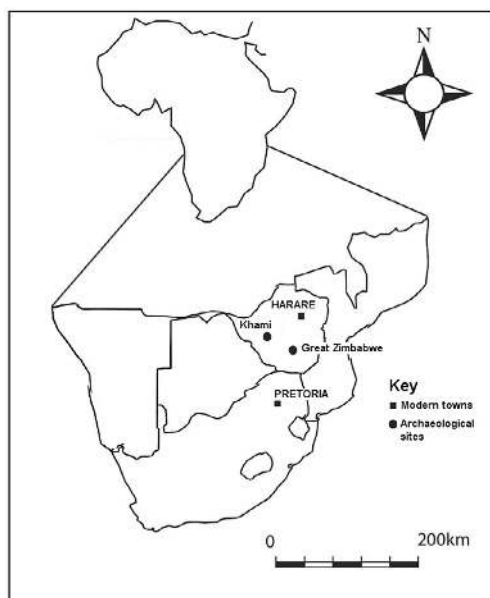 N
HARARE
Khami
Great Zimbabwe
PRETORIA
Key
Modern towns
Archaeological
sites
0
200km